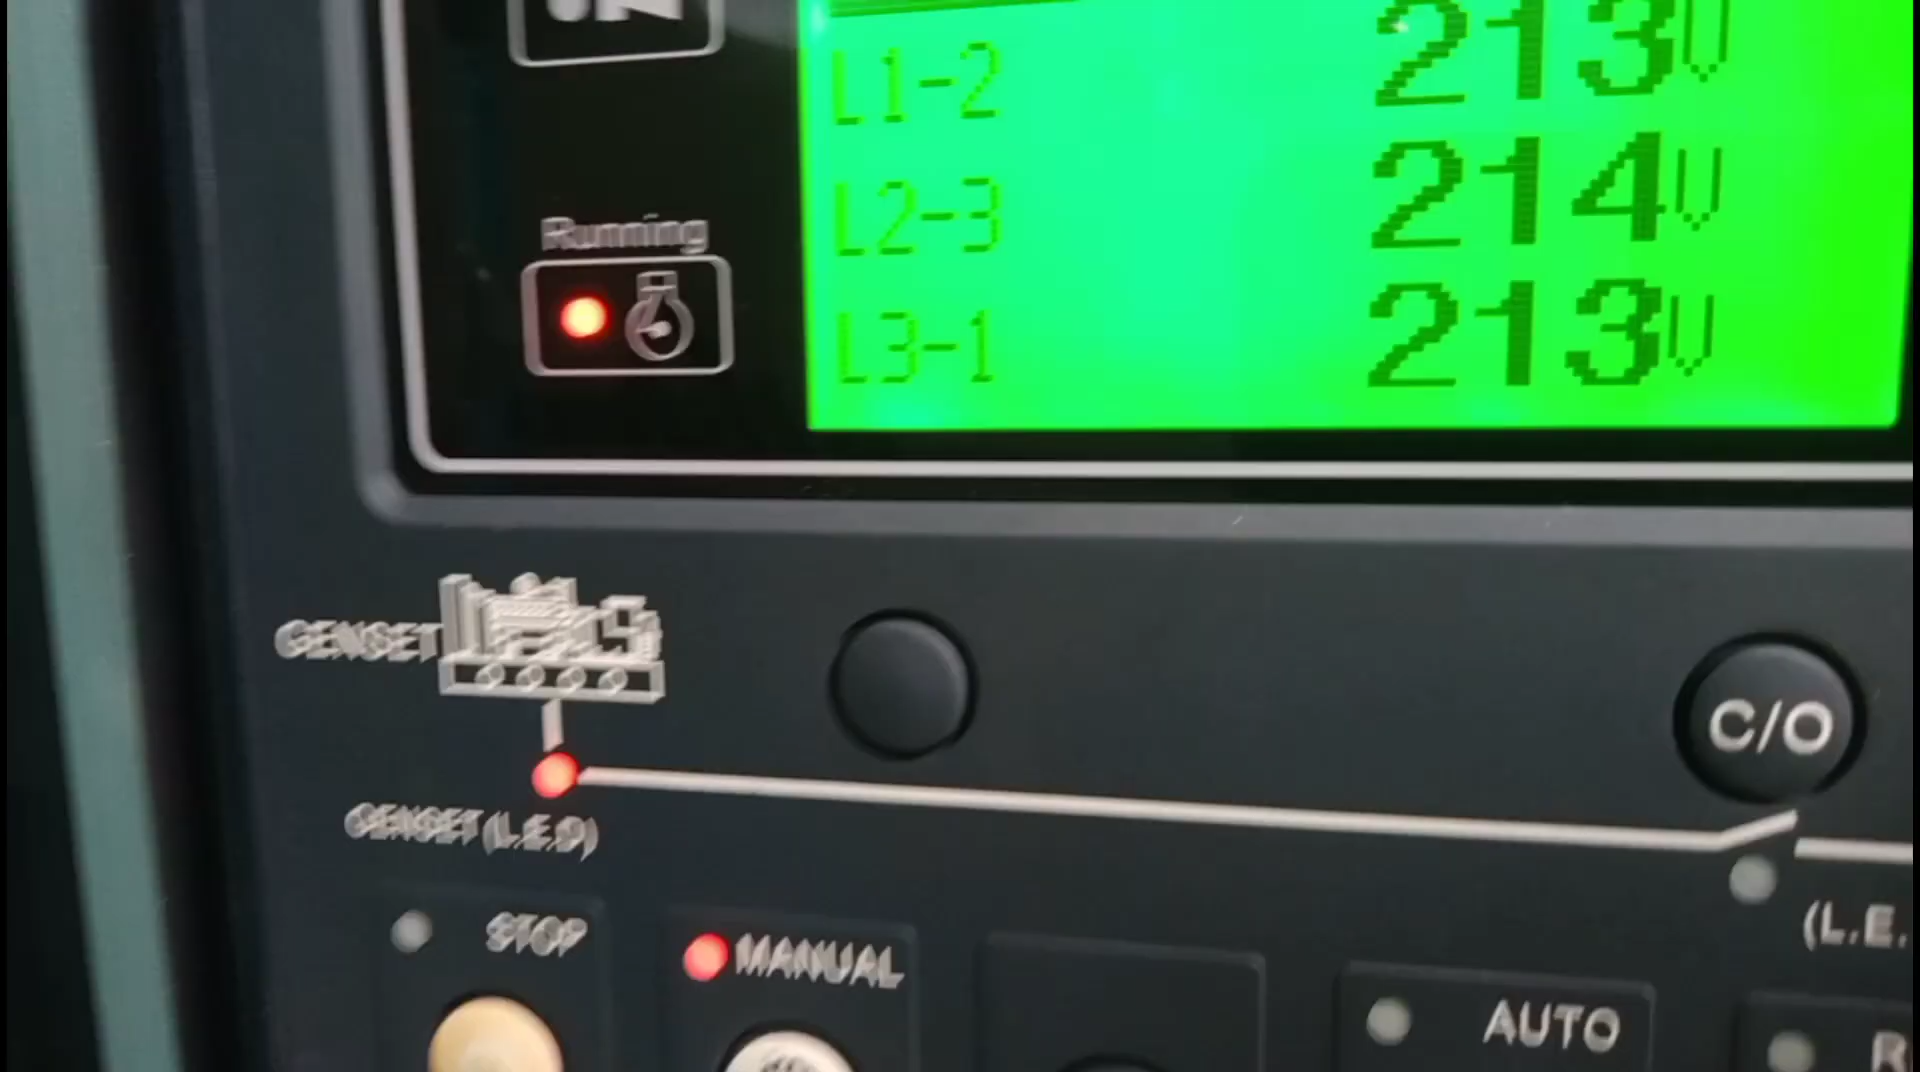 L1-2 213V
L2-3 214V
Running
L3-1 213V
GENSET
C/O
GENSET (L.E.D)
(L.E.
STOP
MANUAL
AUTO
R